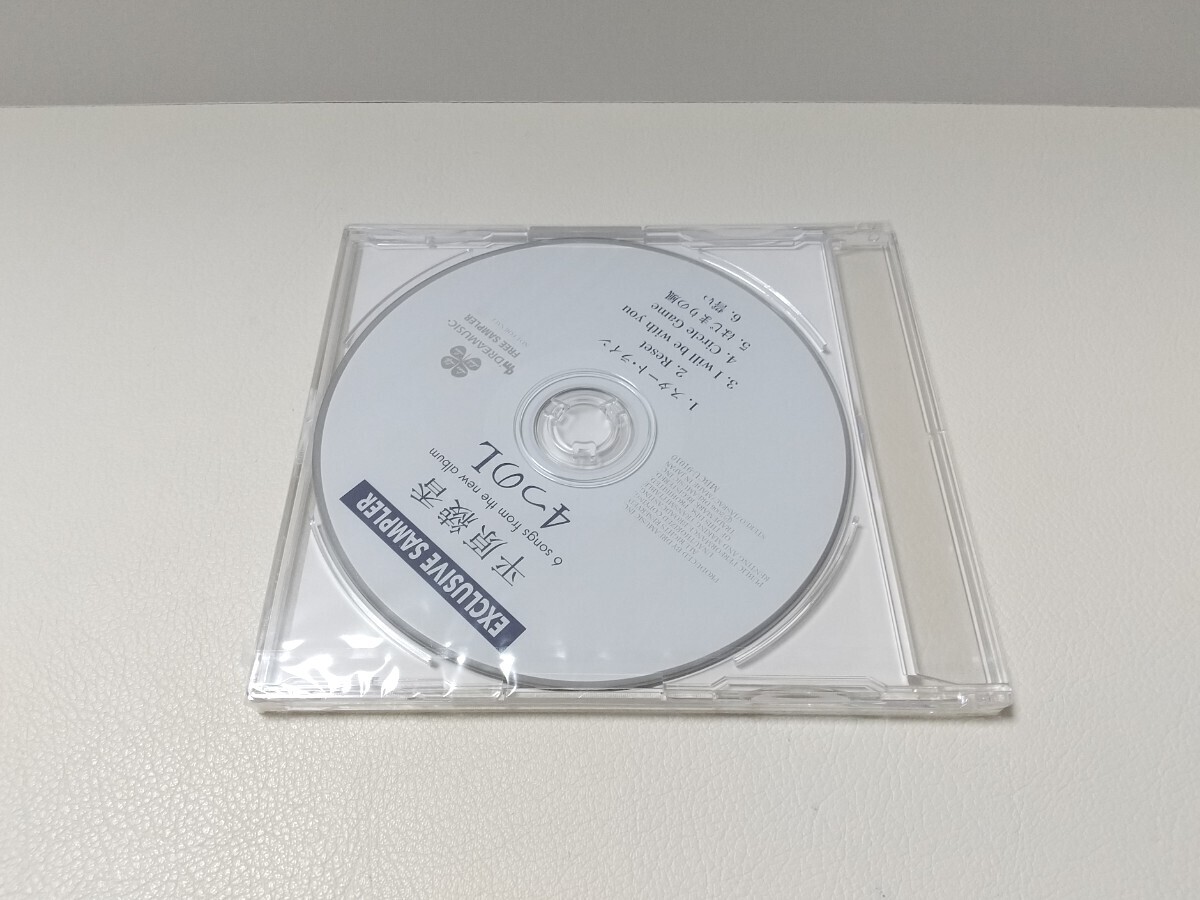 EXCLUSIVE SAMPLER
平原綾香
6 songs from the new album
4つのL
1. スタート・ライン
2. Reset
3. I will be with you
4. Circle Game
5. はじまりの風
6. 誓い
DREAMUSIC·
FREE SAMPLER